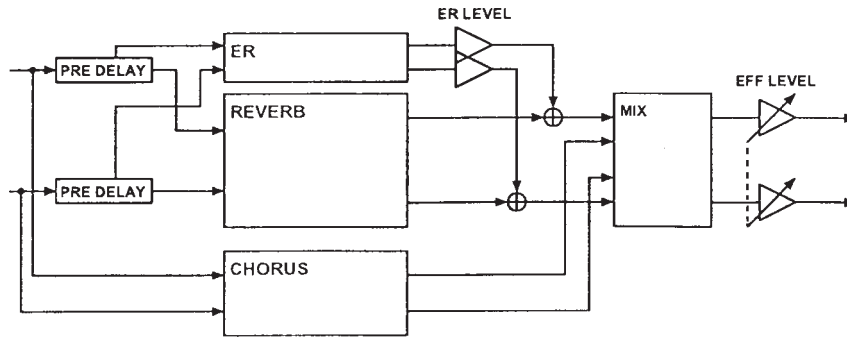 ER LEVEL
ER
PRE DELAY
REVERB
MIX
EFF LEVEL
PRE DELAY
CHORUS